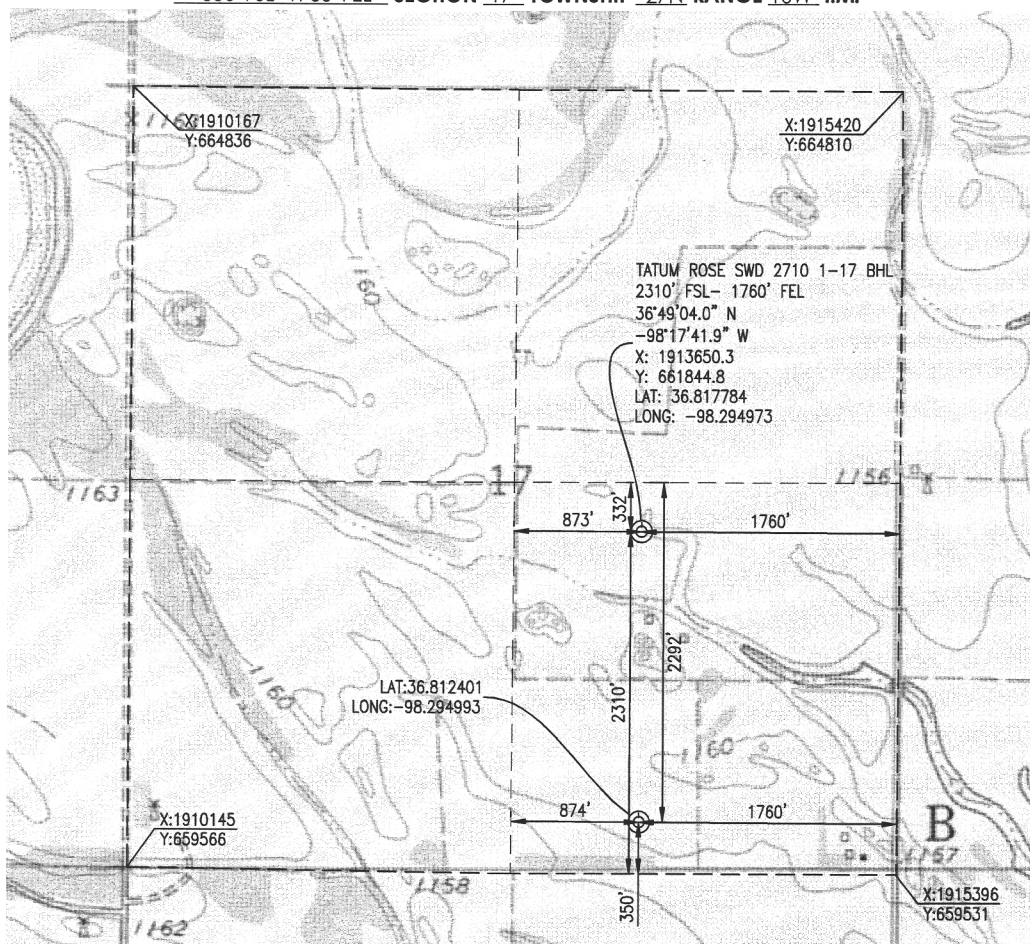 SECTION 17 TOWNSHIP 27N RANGE 10W I.M.
X:1910167
Y:664836
X:1915420
Y:664810
1160
TATUM ROSE SWD 2710 1-17 BHL
2310' FSL- 1760' FEL
36°49'04.0" N
-98°17'41.9" W
X: 1913650.3
Y: 661844.8
LAT: 36.817784
LONG: -98.294973
1163
17
1156
332'
873'
1760'
2292'
2310'
1160
LAT:36.812401
LONG:-98.294993
1160
874'
1760'
B
X:1910145
Y:659566
1158
1157
350'
X:1915396
Y:659531
1162